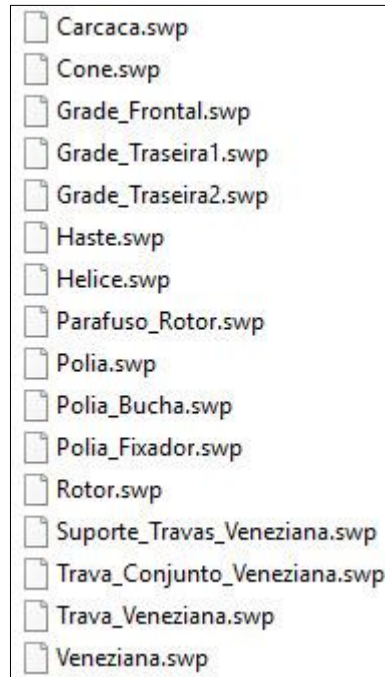 Carcaca.swp
Cone.swp
Grade_Frontal.swp
Grade_Traseira1.swp
Grade_Traseira2.swp
Haste.swp
Helice.swp
Parafuso_Rotor.swp
Polia.swp
Polia_Bucha.swp
Polia_Fixador.swp
Rotor.swp
Suporte_Travas_Veneziana.swp
Trava_Conjunto_Veneziana.swp
Trava_Veneziana.swp
Veneziana.swp